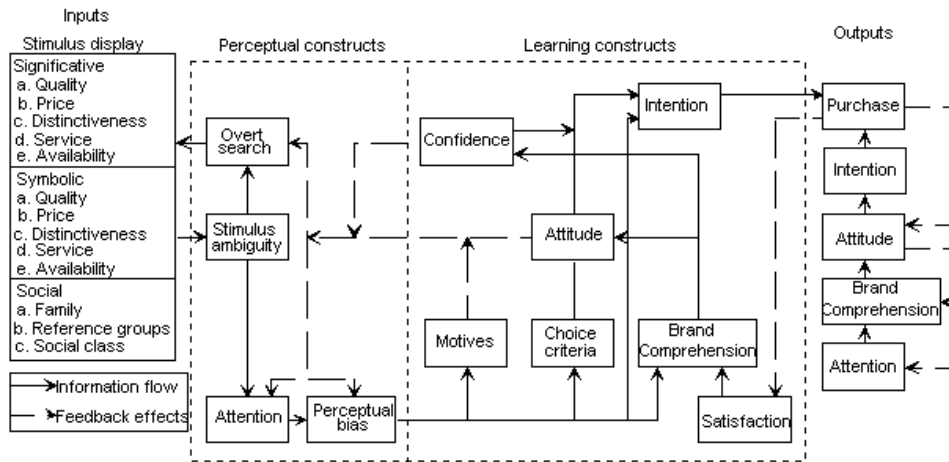 Inputs
Stimulus display
Significative
a. Quality
b. Price
c. Distinctiveness
d. Service
e. Availability
Symbolic
a. Quality
b. Price
c. Distinctiveness
d. Service
e. Availability
Social
a. Family
b. Reference groups
c. Social class
Information flow
Feedback effects
Perceptual constructs
Overt
search
Stimulus
ambiguity
Attention
Perceptual
bias
Learning constructs
Confidence
Intention
Attitude
Motives
Choice
criteria
Brand
Comprehension
Satisfaction
Outputs
Purchase
Intention
Attitude
Brand
Comprehension
Attention